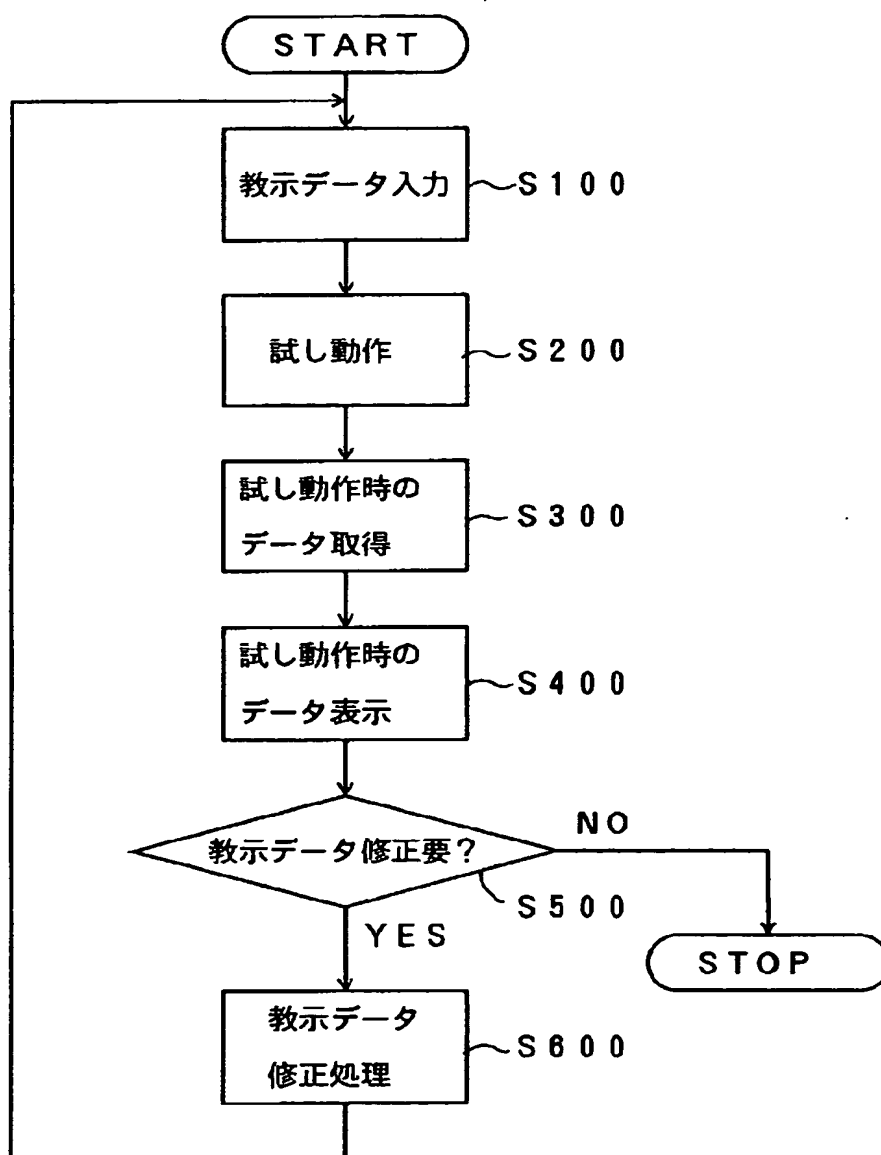 START
教示データ入力
S100
試し動作
S200
試し動作時の
データ取得
S300
試し動作時の
データ表示
S400
教示データ修正要？
NO
S500
YES
STOP
教示データ
修正処理
S600